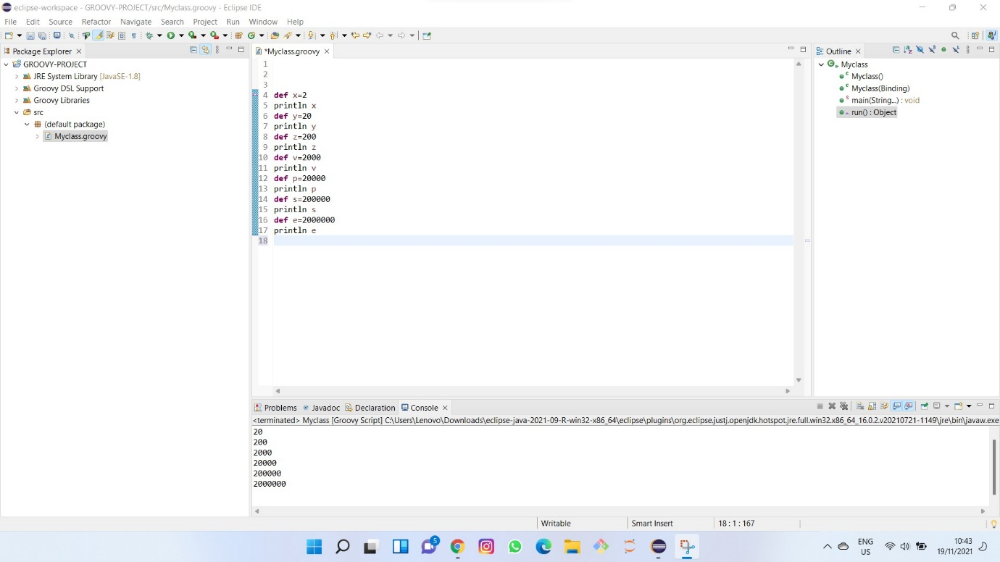 eclipse-workspace - GROOVY-PROJECT/src/Myclass.groovy - Eclipse IDE
File Edit Source Refactor Navigate Search Project Run Window Help
Package Explorer
GROOVY-PROJECT
JRE System Library [JavaSE-1.8]
Groovy DSL Support
Groovy Libraries
src
(default package)
Myclass.groovy
*Myclass.groovy
1
2
3
4 def x=2
5 println x
6 def y=20
7 println y
8 def z=200
9 println z
10 def v=2000
11 println v
12 def p=20000
13 println p
14 def s=200000
15 println s
16 def e=2000000
17 println e
18
Outline
Myclass
Myclass()
Myclass(Binding)
main(String...) : void
run() : Object
Problems Javadoc Declaration Console
<terminated> Myclass [Groovy Script] C:\Users\Lenovo\Downloads\eclipse-java-2021-09-R-win32-x86_64\eclipse\plugins\org.eclipse.justj.openjdk.hotspot.jre.full.win32.x86_64_16.0.2.v20210721-1149\jre\bin\javaw.exe
20
200
2000
20000
200000
2000000
Writable Smart Insert 18 : 1 : 167
5
ENG
US
10:43
19/11/2021